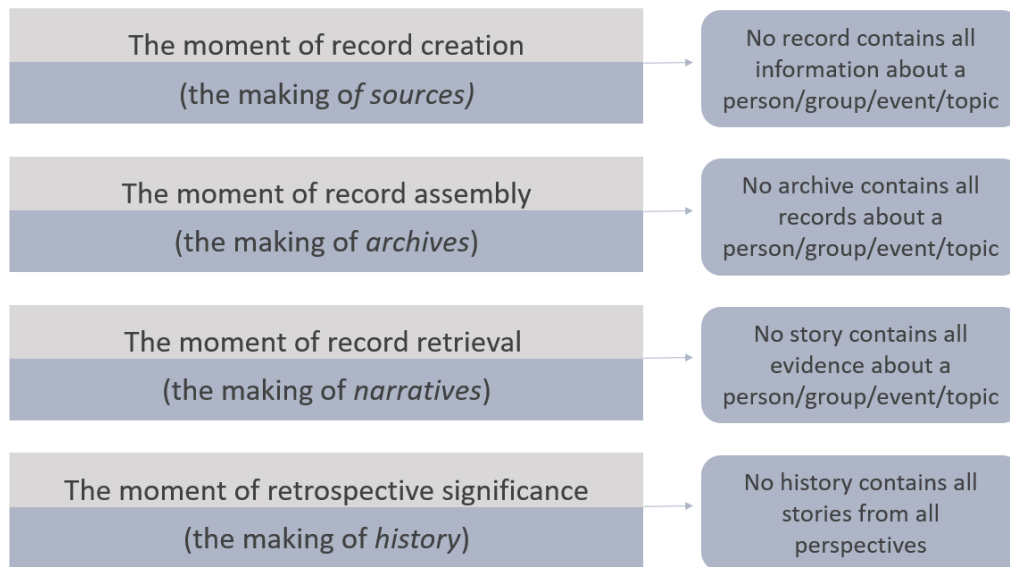 The moment of record creation
(the making of sources)
No record contains all
information about a
person/group/event/topic
The moment of record assembly
(the making of archives)
No archive contains all
records about a
person/group/event/topic
The moment of record retrieval
(the making of narratives)
No story contains all
evidence about a
person/group/event/topic
The moment of retrospective significance
(the making of history)
No history contains all
stories from all
perspectives